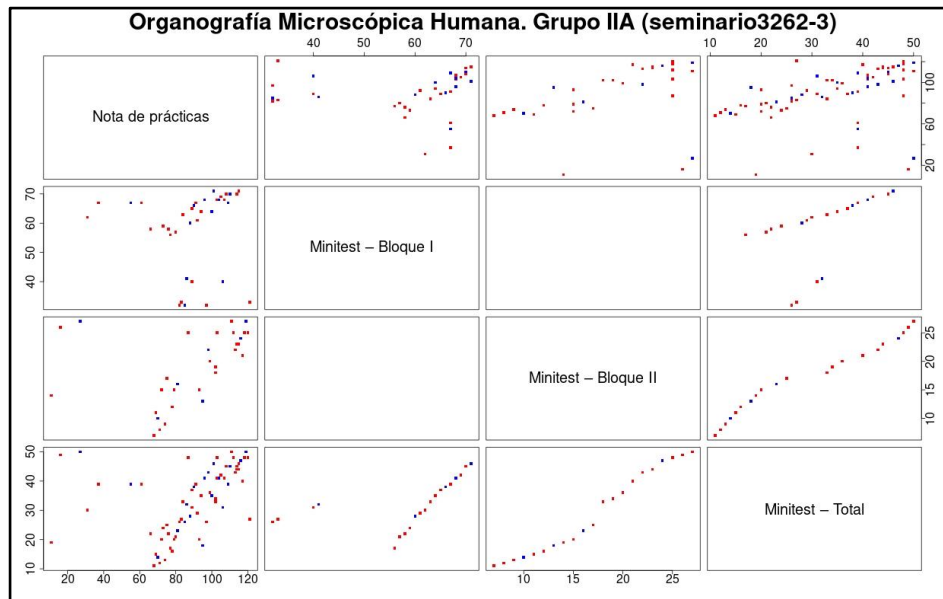 Organografía Microscópica Humana. Grupo IIA (seminario3262-3)
40 50 60 70
10 20 30 40 50
Nota de prácticas
20 60 80 100
40 50 60 70
Minitest – Bloque I
Minitest – Bloque II
10 15 20 25
10 20 30 40 50
Minitest – Total
20 40 60 80 100 120
10 15 20 25